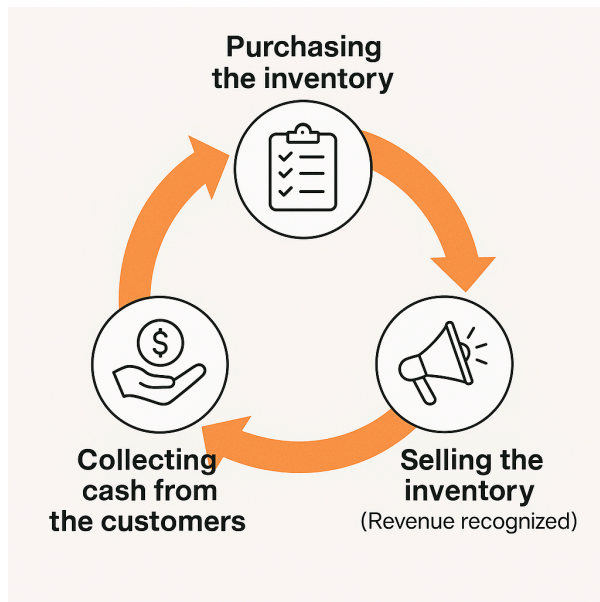 Purchasing
the inventory
$
Collecting
cash from
the customers
Selling the
inventory
(Revenue recognized)